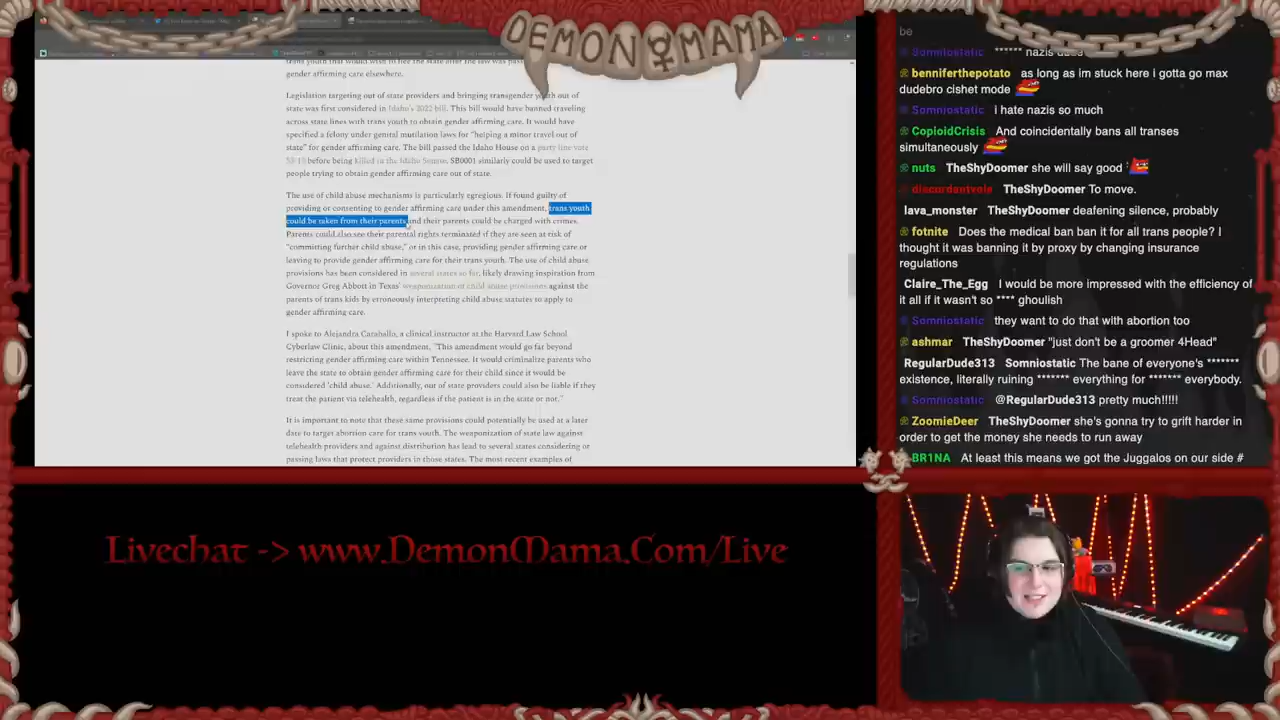 DEMON MAMA
trans youth that would wish to flee the state after the law was pas
gender affirming care elsewhere.
Legislation targeting out of state providers and bringing transgender youth out of
state was first considered in Idaho's 2022 bill. This bill would have banned traveling
across state lines with trans youth to obtain gender affirming care. It would have
specified a felony under genital mutilation laws for "helping a minor travel out of
state" for gender affirming care. The bill passed the Idaho House on a party line vote
before being killed in the Idaho Senate. SB0001 similarly could be used to target
people trying to obtain gender affirming care out of state.
The use of child abuse mechanisms is particularly egregious. If found guilty of
providing or consenting to gender affirming care under this amendment, trans youth
could be taken from their parents and their parents could be charged with crimes.
Parents could also see their parental rights terminated if they are seen at risk of
"committing further child abuse," or in this case, providing gender affirming care or
leaving to provide gender affirming care for their trans youth. The use of child abuse
provisions has been considered in several states so far, likely drawing inspiration from
Governor Greg Abbott in Texas' weaponization of child abuse provisions against the
parents of trans kids by erroneously interpreting child abuse statutes to apply to
gender affirming care.
I spoke to Alejandra Caraballo, a clinical instructor at the Harvard Law School
Cyberlaw Clinic, about this amendment, "This amendment would go far beyond
restricting gender affirming care within Tennessee. It would criminalize parents who
leave the state to obtain gender affirming care for their child since it would be
considered 'child abuse.' Additionally, out of state providers could also be liable if they
treat the patient via telehealth, regardless if the patient is in the state or not."
It is important to note that these same provisions could potentially be used at a later
date to target abortion care for trans youth. The weaponization of state law against
telehealth providers and against distribution has lead to several states considering or
passing laws that protect providers in those states. The most recent examples of
be
Somniostatic ****** nazis does
benniferthepotato as long as im stuck here i gotta go max
dudebro cishet mode
Somniostatic i hate nazis so much
CopioidCrisis And coincidentally bans all transes
simultaneously
nuts TheShyDoomer she will say good
discordantvole TheShyDoomer To move.
lava_monster TheShyDoomer deafening silence, probably
fotnite Does the medical ban ban it for all trans people? I
thought it was banning it by proxy by changing insurance
regulations
Claire_The_Egg I would be more impressed with the efficiency
of it all if it wasn't so **** ghoulish
Somniostatic they want to do that with abortion too
ashmar TheShyDoomer "just don't be a groomer 4Head"
RegularDude313 Somniostatic The bane of everyone's *******
existence, literally ruining ******* everything for ******* everybody.
Somniostatic @RegularDude313 pretty much!!!!!
ZoomieDeer TheShyDoomer she's gonna try to grift harder in
order to get the money she needs to run away
BR1NA At least this means we got the Juggalos on our side #
Livechat -> www.DemonMama.Com/Live